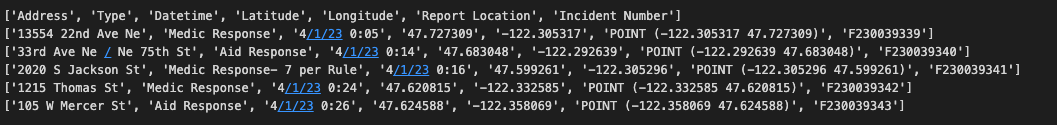 ['Address', 'Type', 'Datetime', 'Latitude', 'Longitude', 'Report Location', 'Incident Number']
['13554 22nd Ave Ne', 'Medic Response', '4/1/23 0:05', '47.727309', '-122.305317', 'POINT (-122.305317 47.727309)', 'F230039339']
['33rd Ave Ne / Ne 75th St', 'Aid Response', '4/1/23 0:14', '47.683048', '-122.292639', 'POINT (-122.292639 47.683048)', 'F230039340']
['2020 S Jackson St', 'Medic Response- 7 per Rule', '4/1/23 0:16', '47.599261', '-122.305296', 'POINT (-122.305296 47.599261)', 'F230039341']
['1215 Thomas St', 'Medic Response', '4/1/23 0:24', '47.620815', '-122.332585', 'POINT (-122.332585 47.620815)', 'F230039342']
['105 W Mercer St', 'Aid Response', '4/1/23 0:26', '47.624588', '-122.358069', 'POINT (-122.358069 47.624588)', 'F230039343']